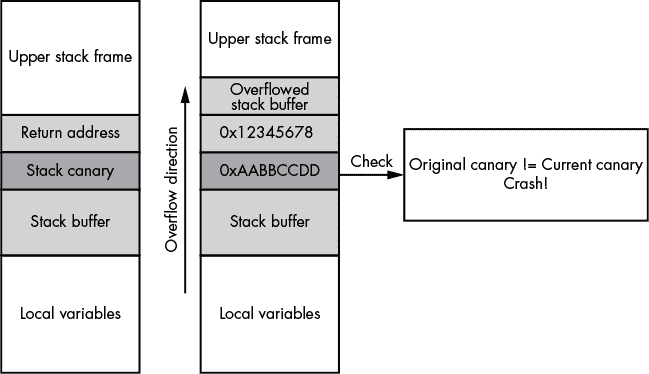 Upper stack frame
Return address
Stack canary
Stack buffer
Local variables
Overflow direction
Upper stack frame
Overflowed
stack buffer
0x12345678
0xAABBCCDD
Stack buffer
Local variables
Check
Original canary != Current canary
Crash!